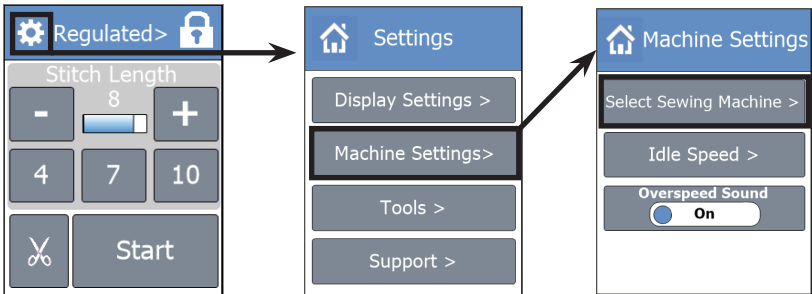 Regulated>
Stitch Length
8
-
+
4
7
10
Start
Settings
Display Settings >
Machine Settings>
Tools >
Support >
Machine Settings
Select Sewing Machine >
Idle Speed >
Overspeed Sound
On